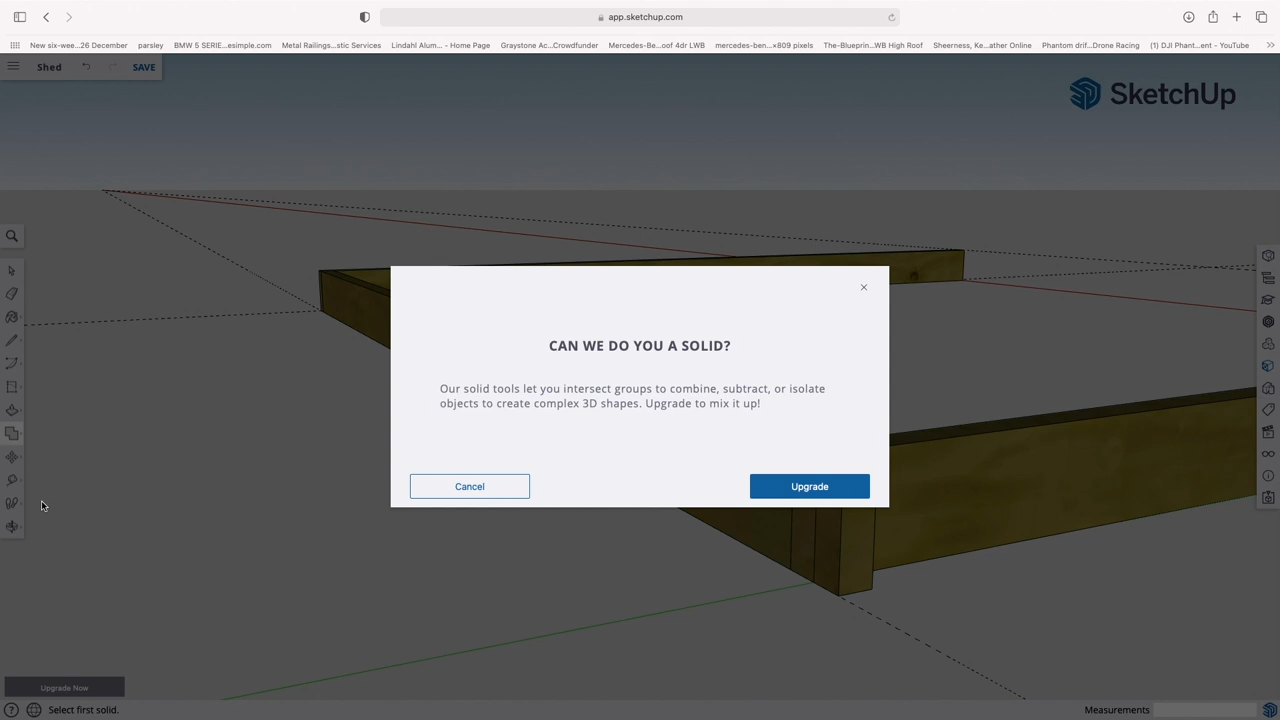 app.sketchup.com
New six-wee...26 December
parsley
BMW 5 SERIE...esimple.com
Metal Railings...stic Services
Lindahl Alum... - Home Page
Graystone Ac...Crowdfunder
Mercedes-Be...oof 4dr LWB
mercedes-ben...×809 pixels
The-Blueprin...WB High Roof
Sheerness, Ke...ather Online
Phantom drif...Drone Racing
(1) DJI Phant...ent - YouTube
Shed
SAVE
SketchUp
CAN WE DO YOU A SOLID?
Our solid tools let you intersect groups to combine, subtract, or isolate
objects to create complex 3D shapes. Upgrade to mix it up!
Cancel
Upgrade
Upgrade Now
Select first solid.
Measurements